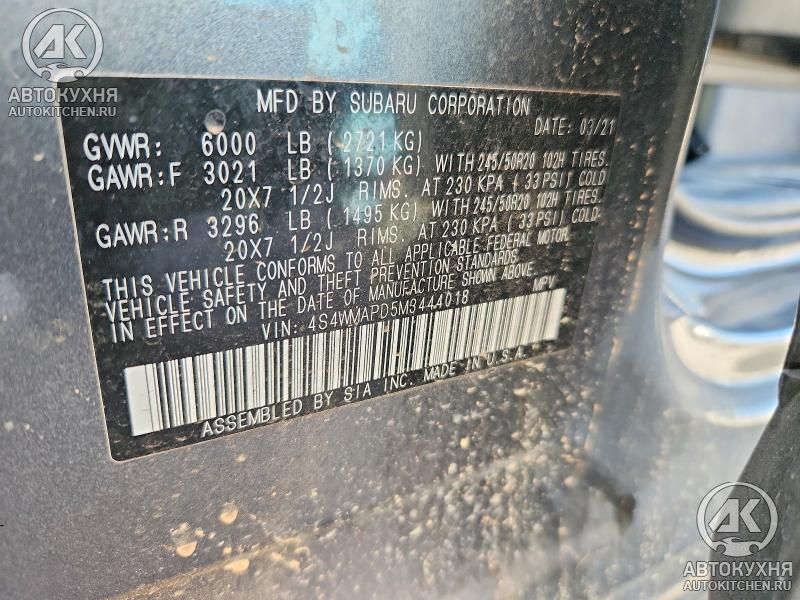 АК
АВТОКУХНЯ
AUTOKITCHEN.RU
MFD BY SUBARU CORPORATION
DATE: 03/21
GVWR: 6000 LB ( 2721 KG)
GAWR:F 3021 LB ( 1370 KG) WITH 245/50R20 102H TIRES.
20X7 1/2J RIMS. AT 230 KPA ( 33 PSI) COLD
GAWR:R 3296 LB ( 1495 KG) WITH 245/50R20 102H TIRES.
20X7 1/2J RIMS. AT 230 KPA ( 33 PSI) COLD
THIS VEHICLE CONFORMS TO ALL APPLICABLE FEDERAL MOTOR
VEHICLE SAFETY AND THEFT PREVENTION STANDARDS
IN EFFECT ON THE DATE OF MANUFACTURE SHOWN ABOVE.
VIN: 4S4WMAPD5M3444018 MPV
ASSEMBLED BY SIA INC. MADE IN U.S.A.
АК
АВТОКУХНЯ
AUTOKITCHEN.RU